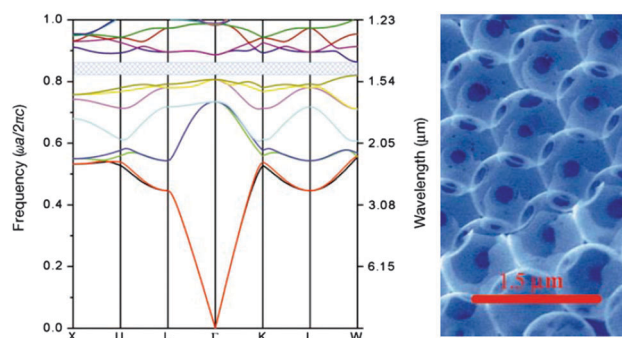 Frequency (ωa/2πc)
1.0
0.8
0.6
0.4
0.2
0.0
X U L Γ K L W
1.23
1.54
2.05
3.08
6.15
Wavelength (μm)
1.5 μm